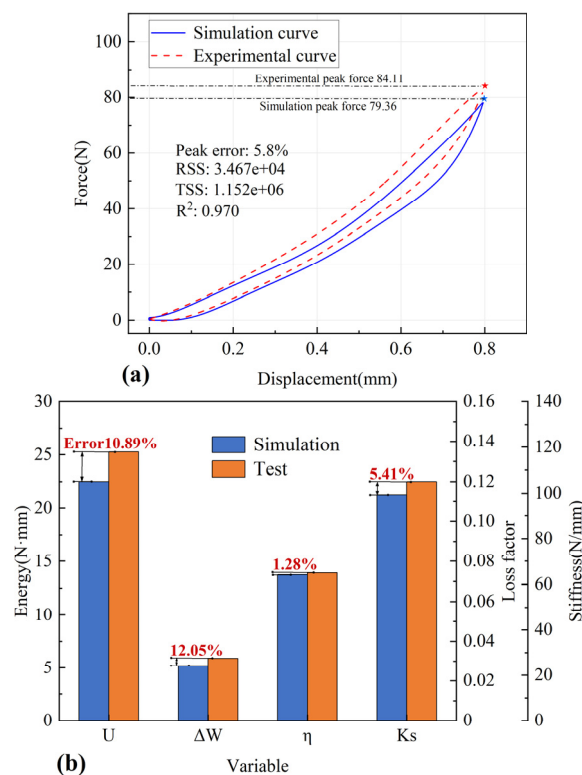 Simulation curve
Experimental curve
Experimental peak force 84.11
Simulation peak force 79.36
Peak error: 5.8%
RSS: 3.467e+04
TSS: 1.152e+06
R²: 0.970
Force(N)
100
80
60
40
20
0
0.0 0.2 0.4 0.6 0.8
(a)
Displacement(mm)
Energy(N·mm)
30
25
20
15
10
5
0
Error10.89%
12.05%
1.28%
5.41%
Simulation
Test
0.16
0.14
0.12
0.10
0.08
0.06
0.04
0.02
0
Loss factor
140
120
100
80
60
40
20
0
Stiffness(N/mm)
U ΔW η Ks
(b)
Variable